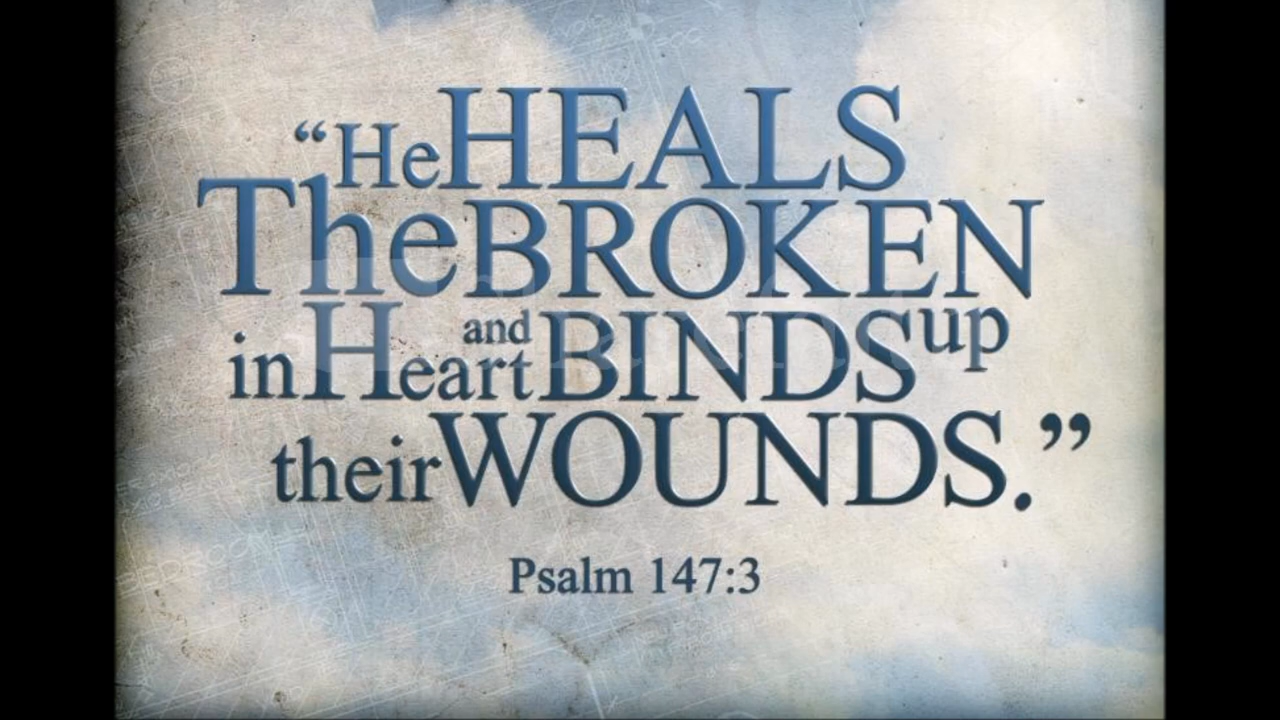 “He HEALS
The BROKEN
in Heart and BINDS up
their WOUNDS.”
Psalm 147:3